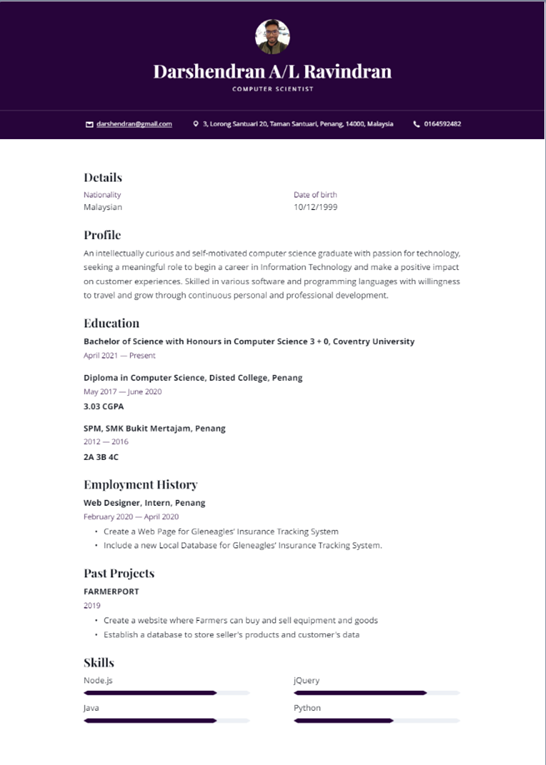 Darshendran A/L Ravindran
COMPUTER SCIENTIST
darshendran@gmail.com 3, Lorong Santuari 20, Taman Santuari, Penang, 14000, Malaysia 0164592482
Details
Nationality Date of birth
Malaysian 10/12/1999
Profile
An intellectually curious and self-motivated computer science graduate with passion for technology,
seeking a meaningful role to begin a career in Information Technology and make a positive impact
on customer experiences. Skilled in various software and programming languages with willingness
to travel and grow through continuous personal and professional development.
Education
Bachelor of Science with Honours in Computer Science 3 + 0, Coventry University
April 2021 — Present
Diploma in Computer Science, Disted College, Penang
May 2017 — June 2020
3.03 CGPA
SPM, SMK Bukit Mertajam, Penang
2012 — 2016
2A 3B 4C
Employment History
Web Designer, Intern, Penang
February 2020 — April 2020
• Create a Web Page for Gleneagles' Insurance Tracking System
• Include a new Local Database for Gleneagles' Insurance Tracking System.
Past Projects
FARMERPORT
2019
• Create a website where Farmers can buy and sell equipment and goods
• Establish a database to store seller's products and customer's data
Skills
Node.js jQuery
Java Python